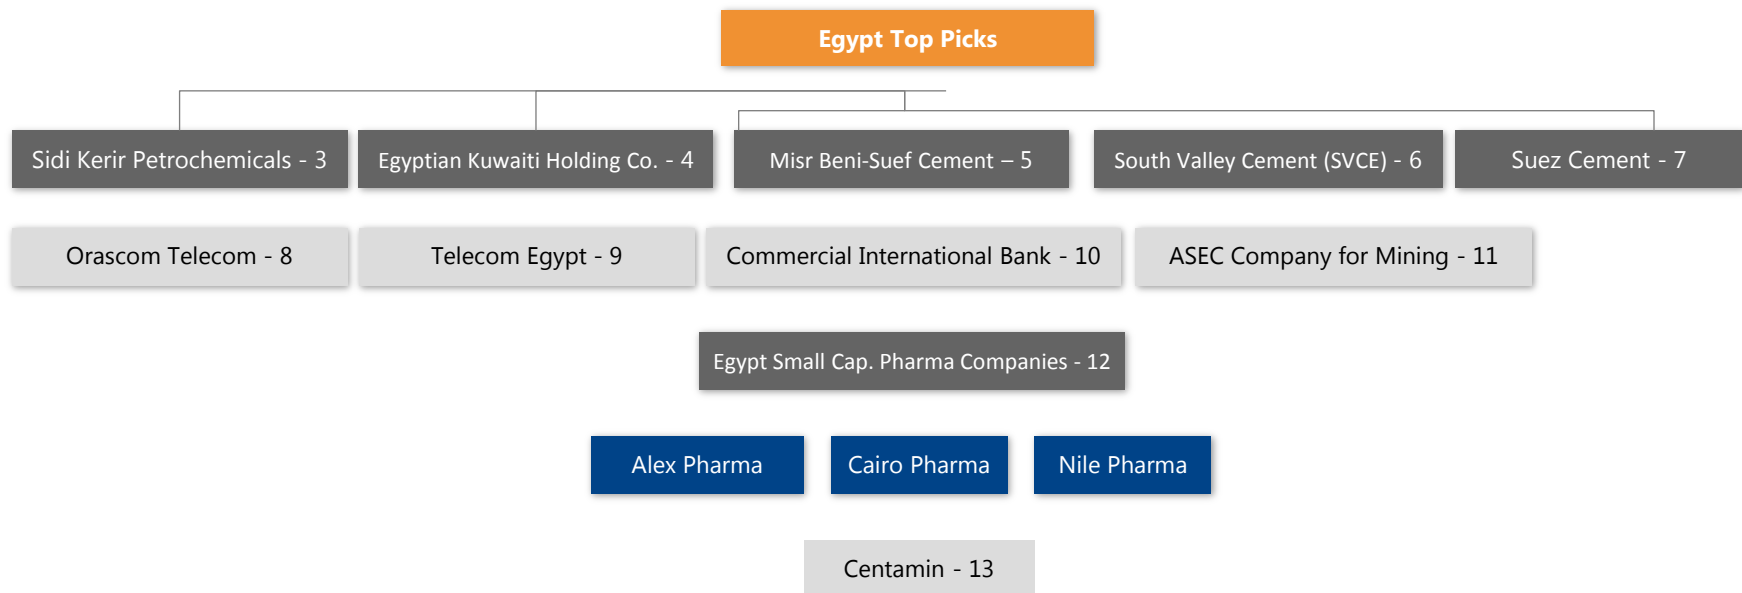 Egypt Top Picks
Sidi Kerir Petrochemicals - 3
Egyptian Kuwaiti Holding Co. - 4
Misr Beni-Suef Cement – 5
South Valley Cement (SVCE) - 6
Suez Cement - 7
Orascom Telecom - 8
Telecom Egypt - 9
Commercial International Bank - 10
ASEC Company for Mining - 11
Egypt Small Cap. Pharma Companies - 12
Alex Pharma
Cairo Pharma
Nile Pharma
Centamin - 13